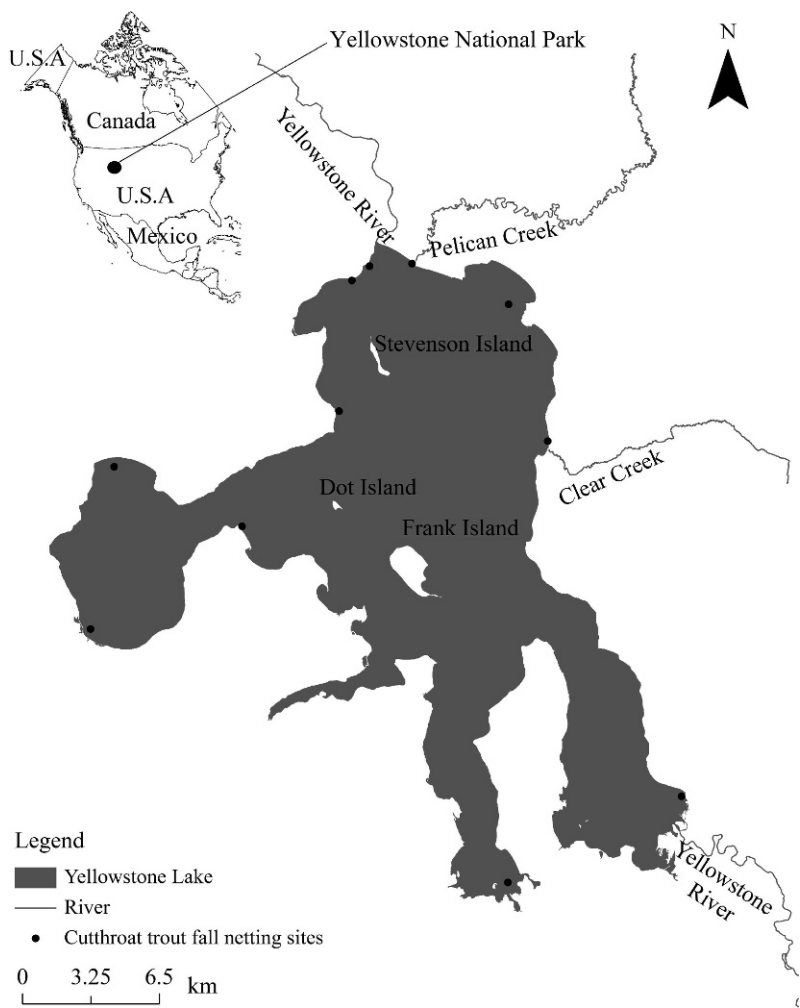 Yellowstone National Park
U.S.A
Canada
U.S.A
Mexico
N
Yellowstone River
Pelican Creek
Stevenson Island
Clear Creek
Dot Island
Frank Island
Yellowstone
River
Legend
Yellowstone Lake
River
Cutthroat trout fall netting sites
0 3.25 6.5 km